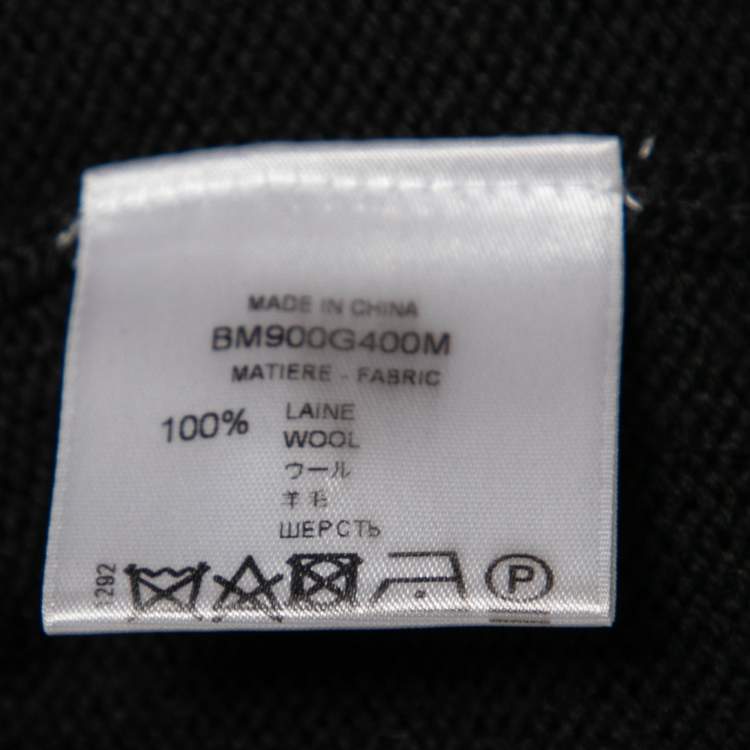 MADE IN CHINA
BM900G400M
MATIERE - FABRIC
100% LAINE
WOOL
ウール
羊毛
ШЕРСТЬ
1292
P